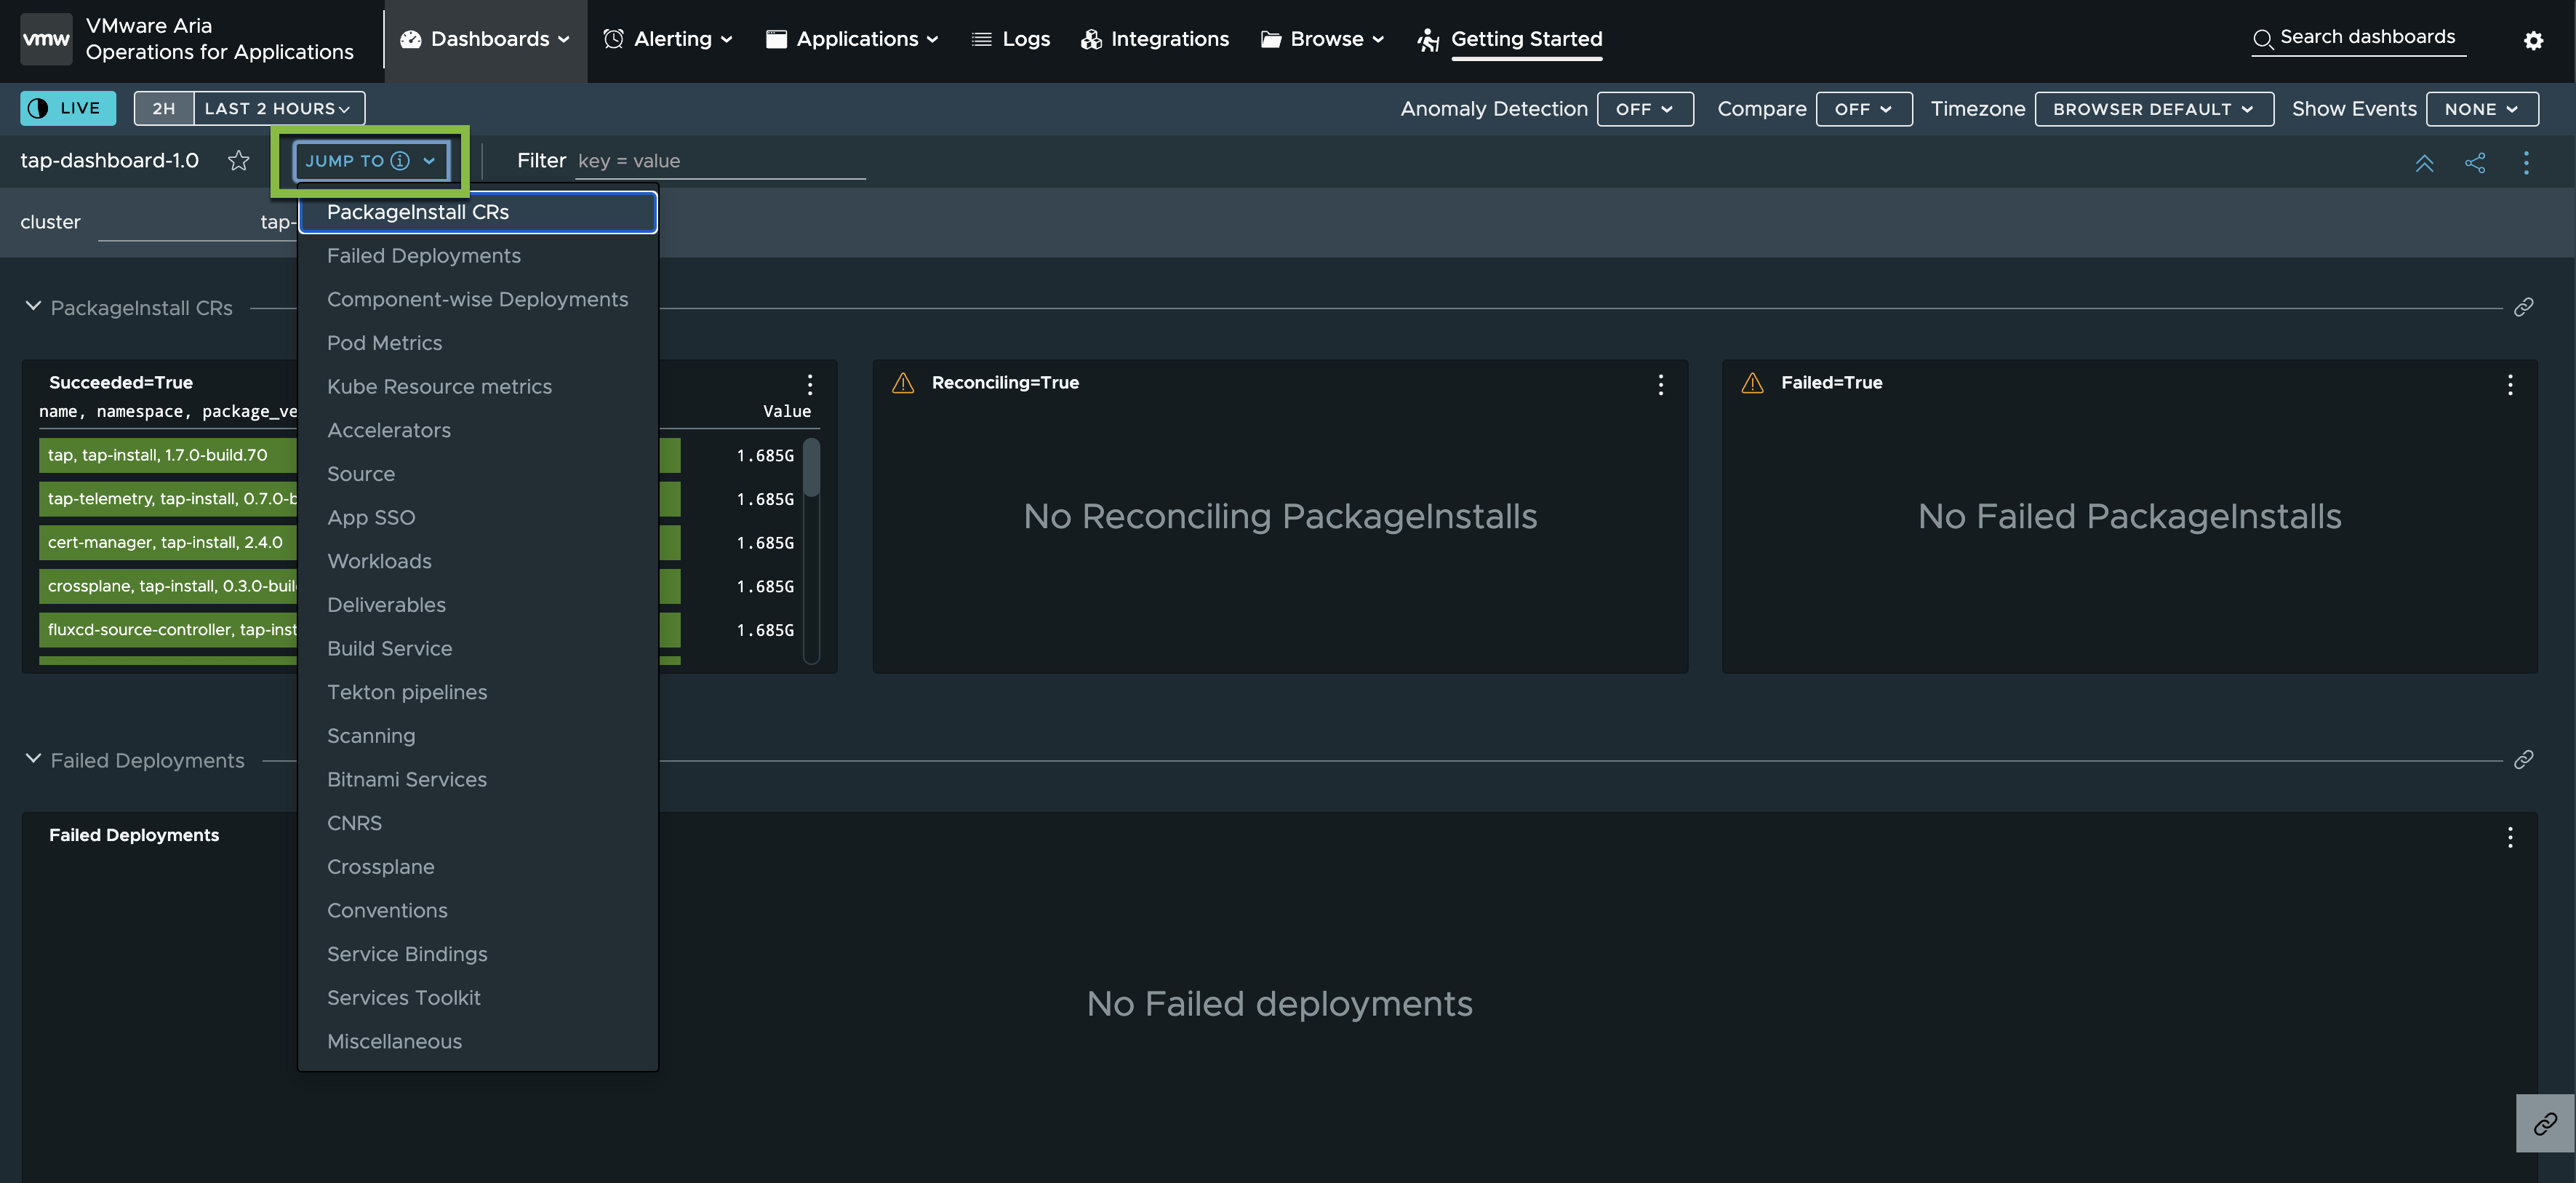 vmw
VMware Aria
Operations for Applications
Dashboards
Alerting
Applications
Logs
Integrations
Browse
Getting Started
Search dashboards
LIVE
2H
LAST 2 HOURS
Anomaly Detection
OFF
Compare
OFF
Timezone
BROWSER DEFAULT
Show Events
NONE
tap-dashboard-1.0
JUMP TO
Filter
key = value
cluster
tap-
PackageInstall CRs
Failed Deployments
Component-wise Deployments
Pod Metrics
Kube Resource metrics
Accelerators
Source
App SSO
Workloads
Deliverables
Build Service
Tekton pipelines
Scanning
Bitnami Services
CNRS
Crossplane
Conventions
Service Bindings
Services Toolkit
Miscellaneous
PackageInstall CRs
Succeeded=True
name, namespace, package_ve
Value
tap, tap-install, 1.7.0-build.70
1.685G
tap-telemetry, tap-install, 0.7.0-b
1.685G
cert-manager, tap-install, 2.4.0
1.685G
crossplane, tap-install, 0.3.0-buil
1.685G
fluxcd-source-controller, tap-inst
1.685G
Reconciling=True
No Reconciling PackageInstalls
Failed=True
No Failed PackageInstalls
Failed Deployments
Failed Deployments
No Failed deployments